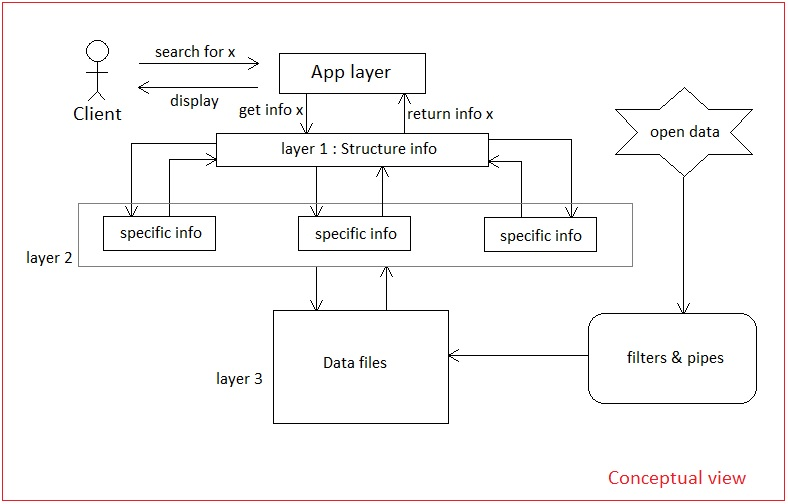 search for x
App layer
display
Client
get info x
return info x
open data
layer 1 : Structure info
specific info
specific info
specific info
layer 2
Data files
filters & pipes
layer 3
Conceptual view